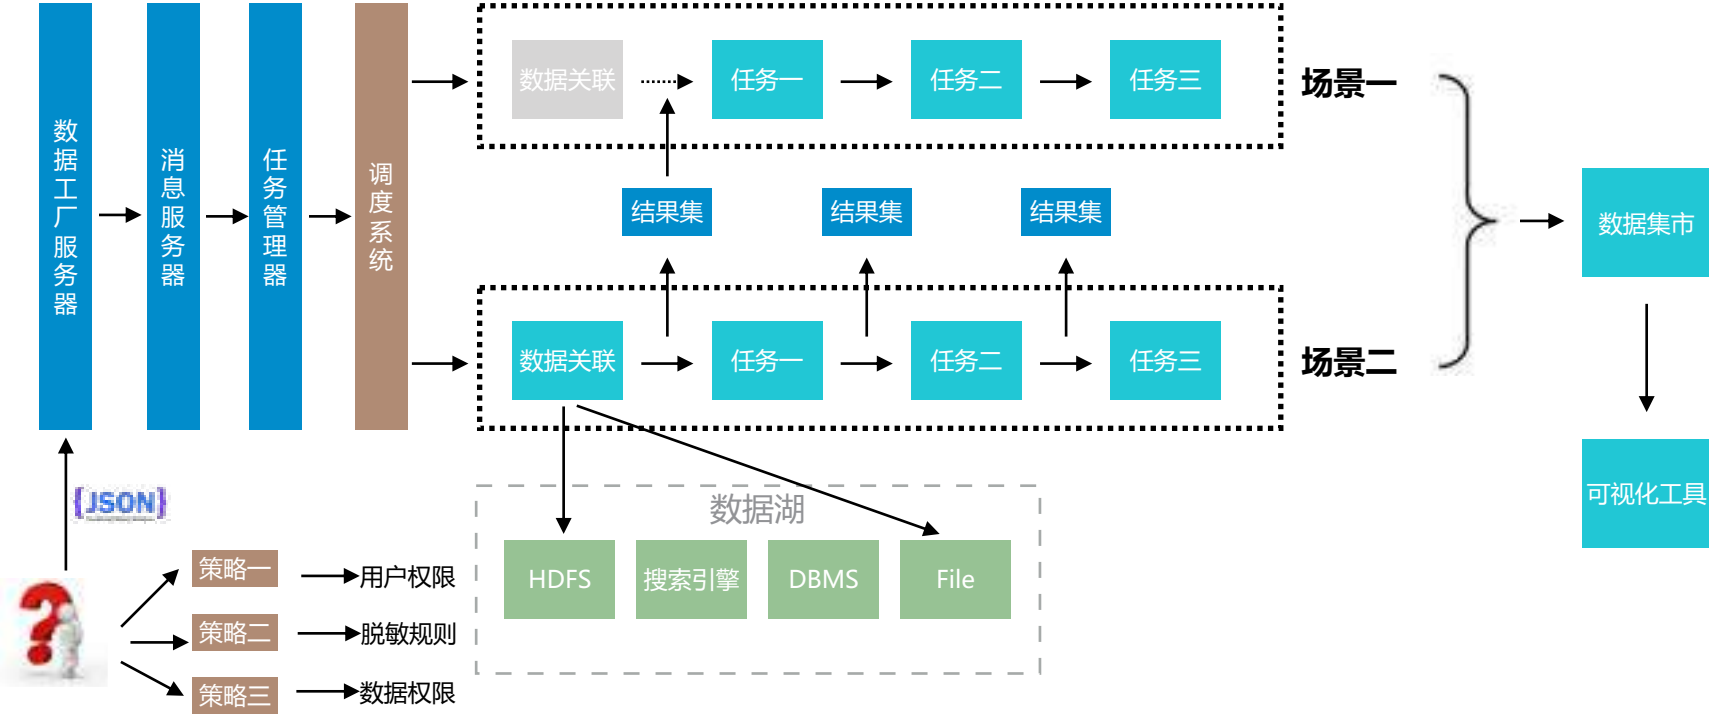 数据工厂服务器
消息服务器
任务管理器
调度系统
数据关联
任务一
任务二
任务三
场景一
结果集
结果集
结果集
数据关联
任务一
任务二
任务三
场景二
数据集市
可视化工具
{JSON}
数据湖
HDFS
搜索引擎
DBMS
File
策略一
用户权限
策略二
脱敏规则
策略三
数据权限